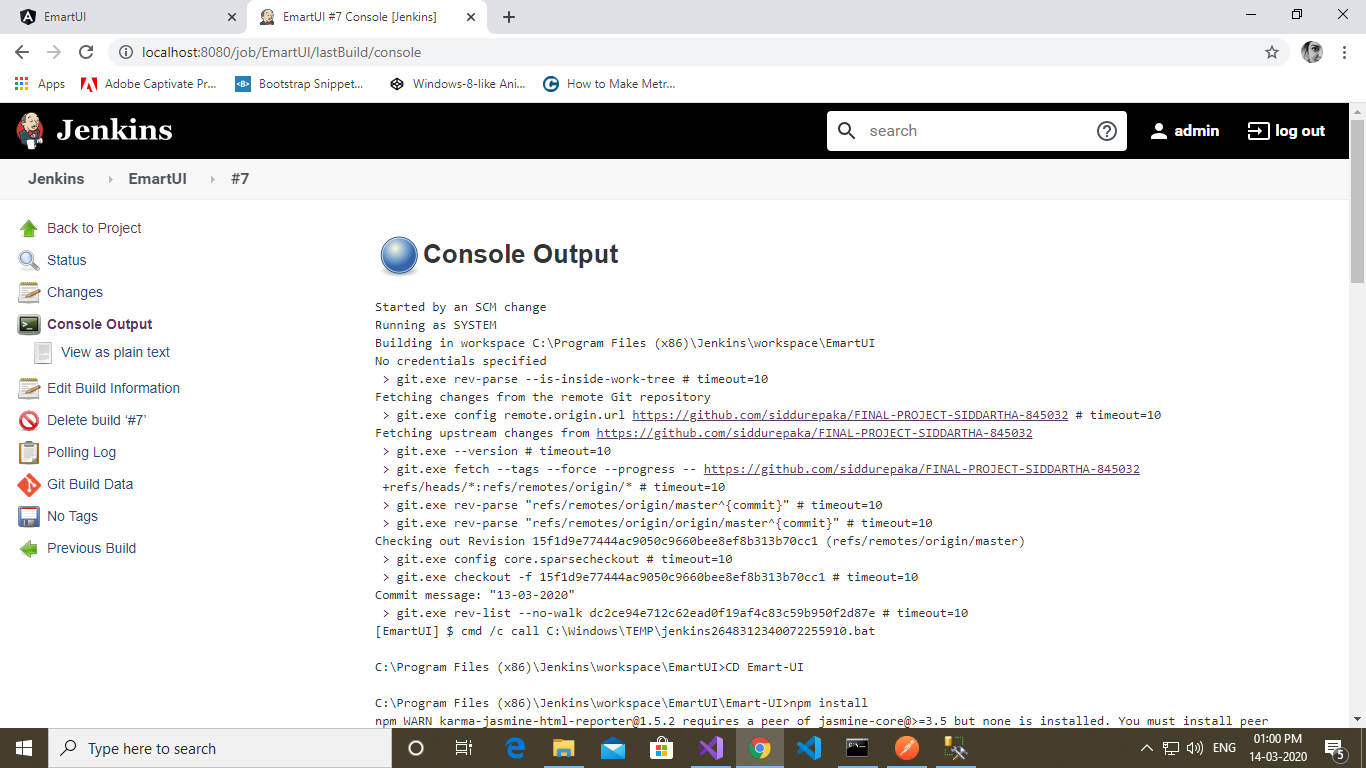 EmartUI
EmartUI #7 Console [Jenkins]
localhost:8080/job/EmartUI/lastBuild/console
Apps
Adobe Captivate Pr...
<B>
Bootstrap Snippet...
Windows-8-like Ani...
How to Make Metr...
Jenkins
search
admin
log out
Jenkins
EmartUI
#7
Back to Project
Status
Changes
Console Output
View as plain text
Edit Build Information
Delete build ‘#7’
Polling Log
Git Build Data
No Tags
Previous Build
Console Output
Started by an SCM change
Running as SYSTEM
Building in workspace C:\Program Files (x86)\Jenkins\workspace\EmartUI
No credentials specified
> git.exe rev-parse --is-inside-work-tree # timeout=10
Fetching changes from the remote Git repository
> git.exe config remote.origin.url https://github.com/siddurepaka/FINAL-PROJECT-SIDDARTHA-845032 # timeout=10
Fetching upstream changes from https://github.com/siddurepaka/FINAL-PROJECT-SIDDARTHA-845032
> git.exe --version # timeout=10
> git.exe fetch --tags --force --progress -- https://github.com/siddurepaka/FINAL-PROJECT-SIDDARTHA-845032
+refs/heads/*:refs/remotes/origin/* # timeout=10
> git.exe rev-parse "refs/remotes/origin/master^{commit}" # timeout=10
> git.exe rev-parse "refs/remotes/origin/origin/master^{commit}" # timeout=10
Checking out Revision 15f1d9e77444ac9050c9660bee8ef8b313b70cc1 (refs/remotes/origin/master)
> git.exe config core.sparsecheckout # timeout=10
> git.exe checkout -f 15f1d9e77444ac9050c9660bee8ef8b313b70cc1 # timeout=10
Commit message: "13-03-2020"
> git.exe rev-list --no-walk dc2ce94e712c62ead0f19af4c83c59b950f2d87e # timeout=10
[EmartUI] $ cmd /c call C:\Windows\TEMP\jenkins2648312340072255910.bat
C:\Program Files (x86)\Jenkins\workspace\EmartUI>CD Emart-UI
C:\Program Files (x86)\Jenkins\workspace\EmartUI\Emart-UI>npm install
npm WARN karma-jasmine-html-reporter@1.5.2 requires a peer of jasmine-core@>=3.5 but none is installed. You must install peer
Type here to search
ENG
01:00 PM
14-03-2020
5